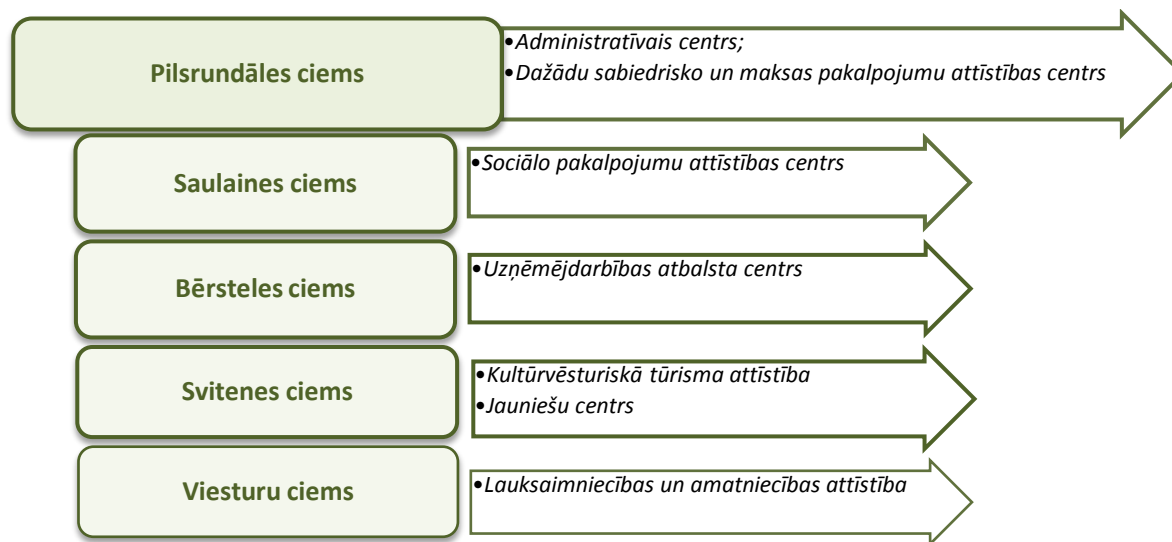 Pilsrundāles ciems
•Administratīvais centrs;
•Dažādu sabiedrisko un maksas pakalpojumu attīstības centrs
Saulaines ciems
•Sociālo pakalpojumu attīstības centrs
Bērsteles ciems
•Uzņēmējdarbības atbalsta centrs
Svitenes ciems
•Kultūrvēsturiskā tūrisma attīstība
•Jauniešu centrs
Viesturu ciems
•Lauksaimniecības un amatniecības attīstība